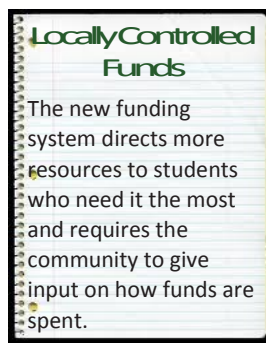 Locally Controlled
Funds
The new funding
system directs more
resources to students
who need it the most
and requires the
community to give
input on how funds are
spent.